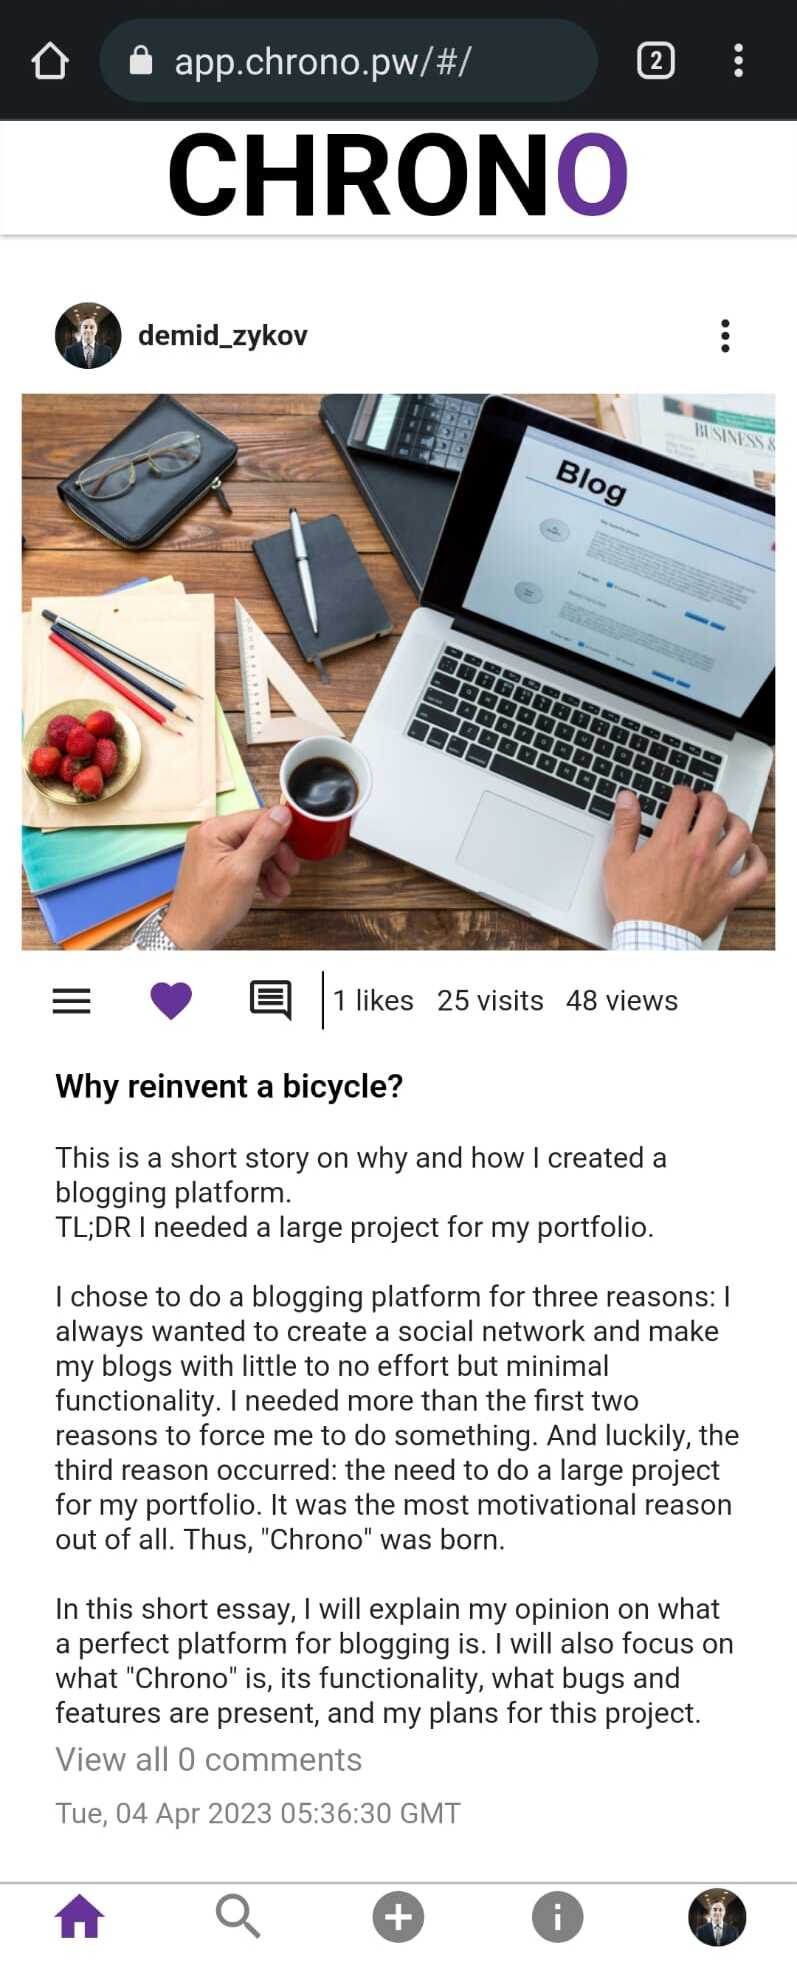 app.chrono.pw/#/
2
CHRONO
demid_zykov
BUSINESS &
Blog
1 likes 25 visits 48 views
Why reinvent a bicycle?
This is a short story on why and how I created a
blogging platform.
TL;DR I needed a large project for my portfolio.
I chose to do a blogging platform for three reasons: I
always wanted to create a social network and make
my blogs with little to no effort but minimal
functionality. I needed more than the first two
reasons to force me to do something. And luckily, the
third reason occurred: the need to do a large project
for my portfolio. It was the most motivational reason
out of all. Thus, "Chrono" was born.
In this short essay, I will explain my opinion on what
a perfect platform for blogging is. I will also focus on
what "Chrono" is, its functionality, what bugs and
features are present, and my plans for this project.
View all 0 comments
Tue, 04 Apr 2023 05:36:30 GMT